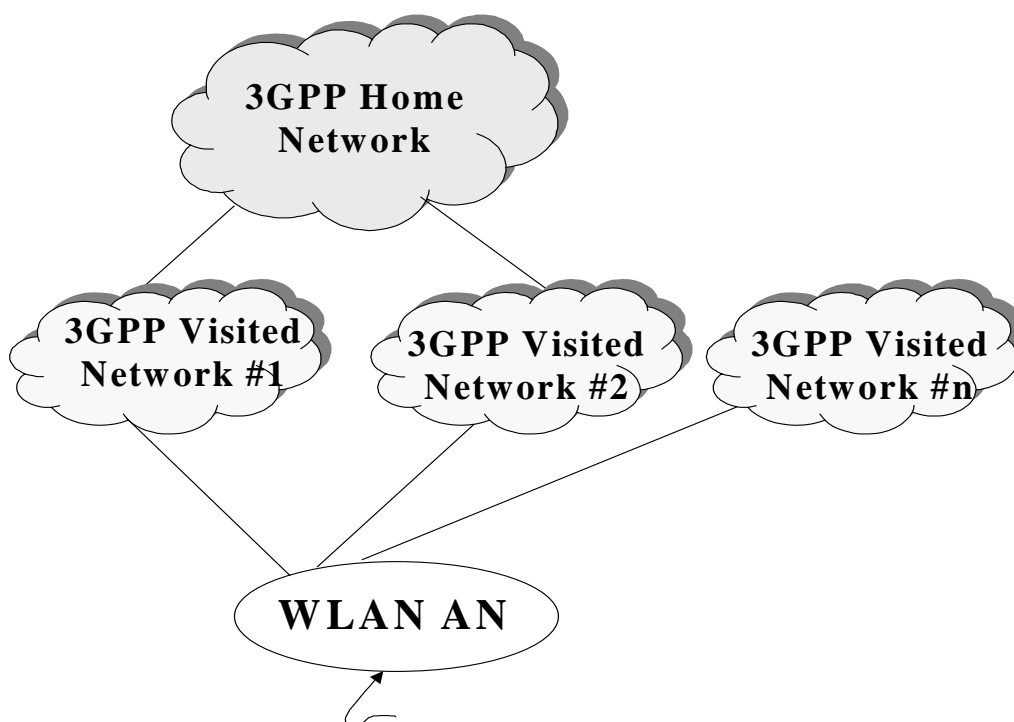 3GPP Home
Network
3GPP Visited
Network #1
3GPP Visited
Network #2
3GPP Visited
Network #n
WLAN AN